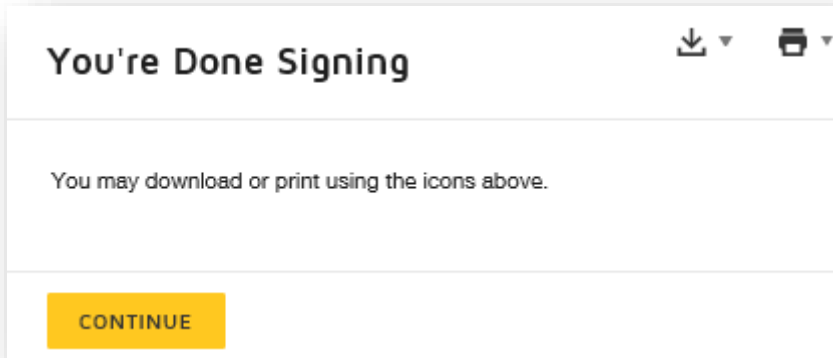 You're Done Signing
You may download or print using the icons above.
CONTINUE